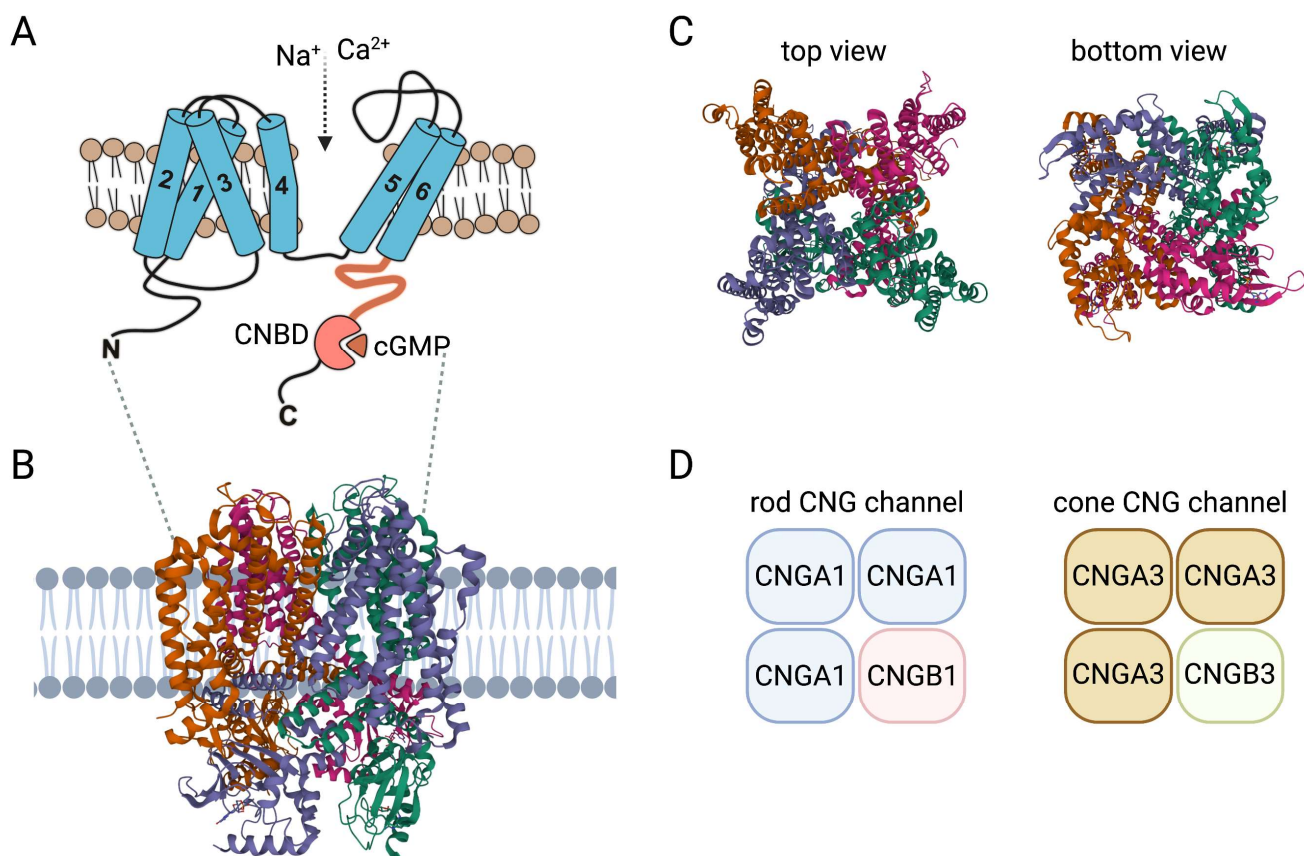 A
Na⁺ Ca²⁺
2
1
3
4
5
6
CNBD
cGMP
N
C
B
C
top view
bottom view
D
rod CNG channel
cone CNG channel
CNGA1 CNGA1
CNGA1 CNGB1
CNGA3 CNGA3
CNGA3 CNGB3